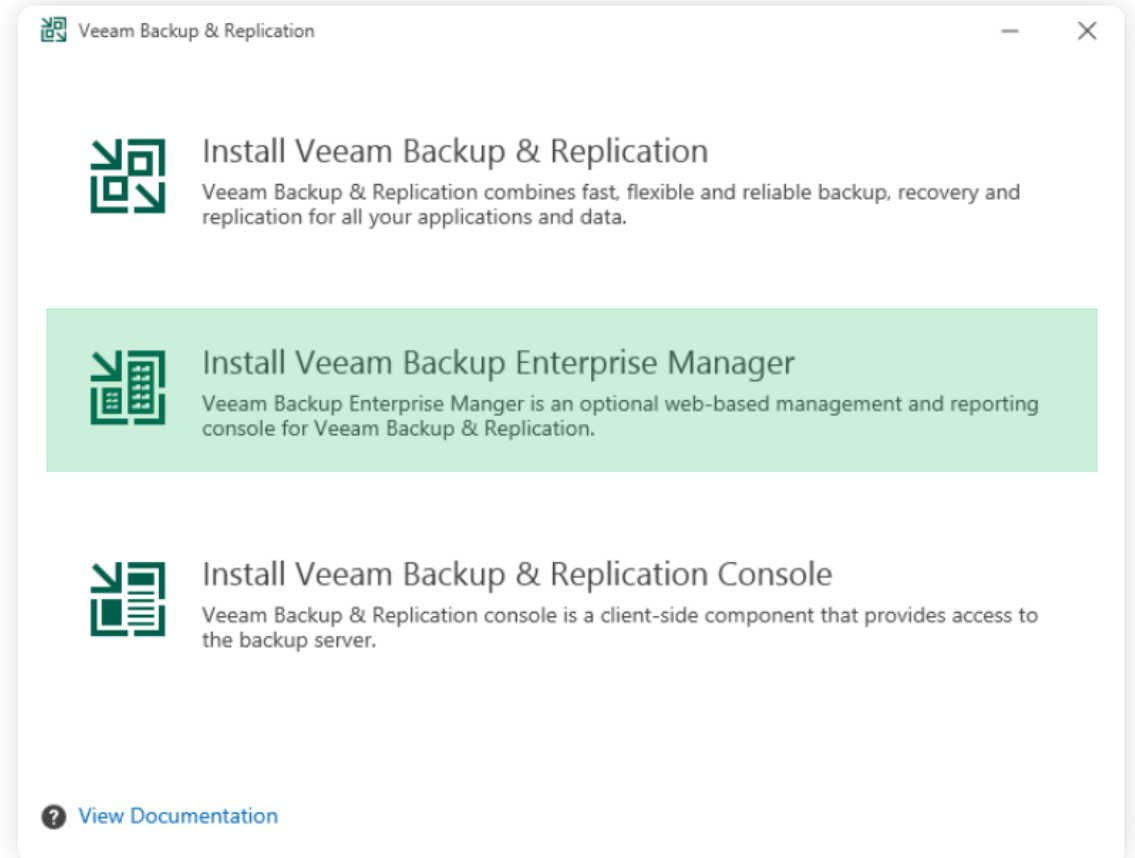 Veeam Backup & Replication
Install Veeam Backup & Replication
Veeam Backup & Replication combines fast, flexible and reliable backup, recovery and
replication for all your applications and data.
Install Veeam Backup Enterprise Manager
Veeam Backup Enterprise Manger is an optional web-based management and reporting
console for Veeam Backup & Replication.
Install Veeam Backup & Replication Console
Veeam Backup & Replication console is a client-side component that provides access to
the backup server.
? View Documentation